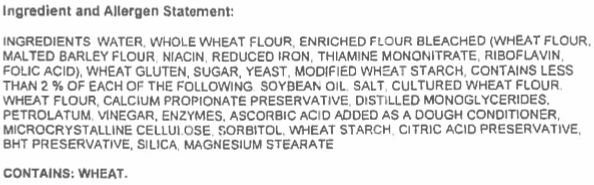 Ingredient and Allergen Statement:
INGREDIENTS WATER, WHOLE WHEAT FLOUR, ENRICHED FLOUR BLEACHED (WHEAT FLOUR,
MALTED BARLEY FLOUR, NIACIN, REDUCED IRON, THIAMINE MONONITRATE, RIBOFLAVIN,
FOLIC ACID), WHEAT GLUTEN, SUGAR, YEAST, MODIFIED WHEAT STARCH, CONTAINS LESS
THAN 2 % OF EACH OF THE FOLLOWING SOYBEAN OIL, SALT, CULTURED WHEAT FLOUR,
WHEAT FLOUR, CALCIUM PROPIONATE PRESERVATIVE, DISTILLED MONOGLYCERIDES,
PETROLATUM, VINEGAR, ENZYMES, ASCORBIC ACID ADDED AS A DOUGH CONDITIONER,
MICROCRYSTALLINE CELLULOSE, SORBITOL, WHEAT STARCH, CITRIC ACID PRESERVATIVE,
BHT PRESERVATIVE, SILICA, MAGNESIUM STEARATE
CONTAINS: WHEAT.